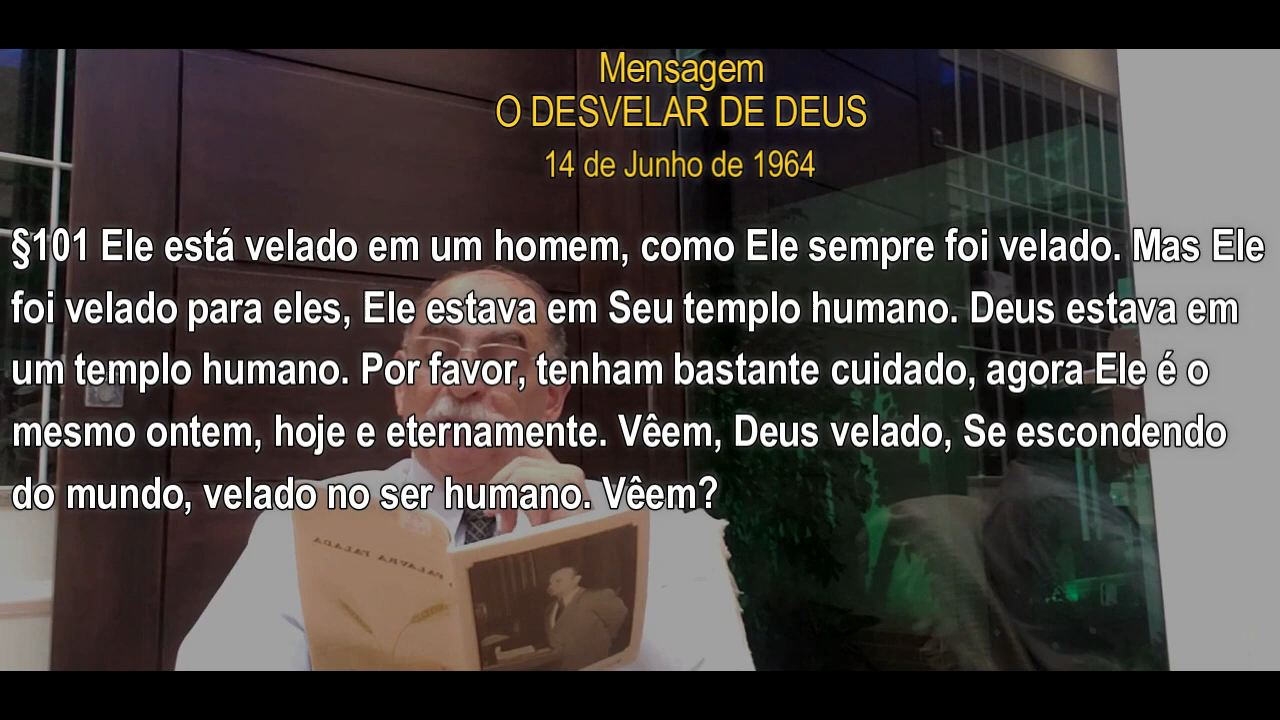 Mensagem
O DESVELAR DE DEUS
14 de Junho de 1964
§101 Ele está velado em um homem, como Ele sempre foi velado. Mas Ele
foi velado para eles, Ele estava em Seu templo humano. Deus estava em
um templo humano. Por favor, tenham bastante cuidado, agora Ele é o
mesmo ontem, hoje e eternamente. Vêem, Deus velado, Se escondendo
do mundo, velado no ser humano. Vêem?
PALAVRA FALADA